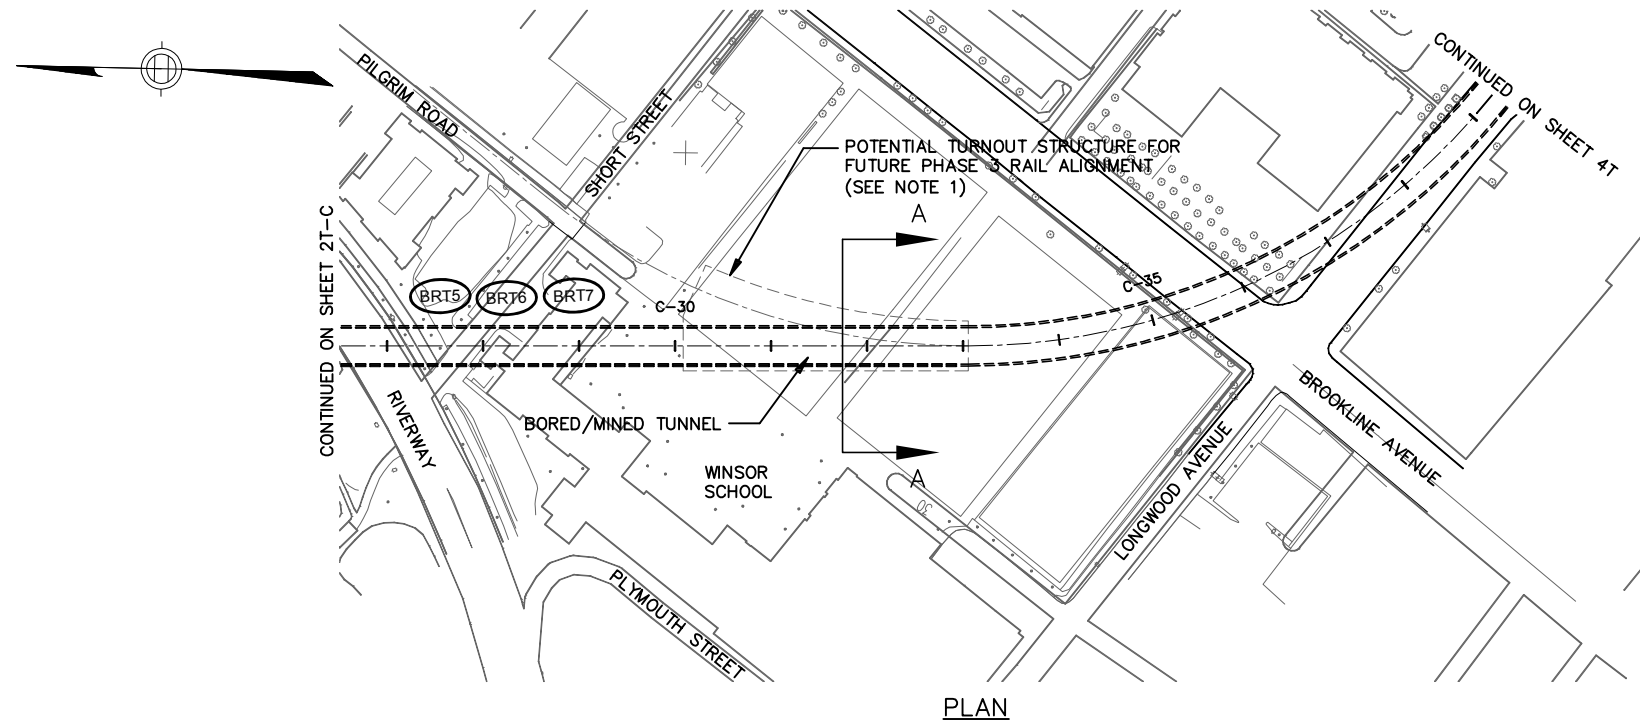 PILGRIM ROAD
SHORT STREET
CONTINUED ON SHEET 4T
POTENTIAL TURNOUT STRUCTURE FOR
FUTURE PHASE 3 RAIL ALIGNMENT
(SEE NOTE 1)
A
CONTINUED ON SHEET 2T-C
BRT5
BRT6
BRT7
C-30
C-35
BORED/MINED TUNNEL
RIVERWAY
WINSOR
SCHOOL
A
30
LONGWOOD AVENUE
BROOKLINE AVENUE
PLYMOUTH STREET
PLAN